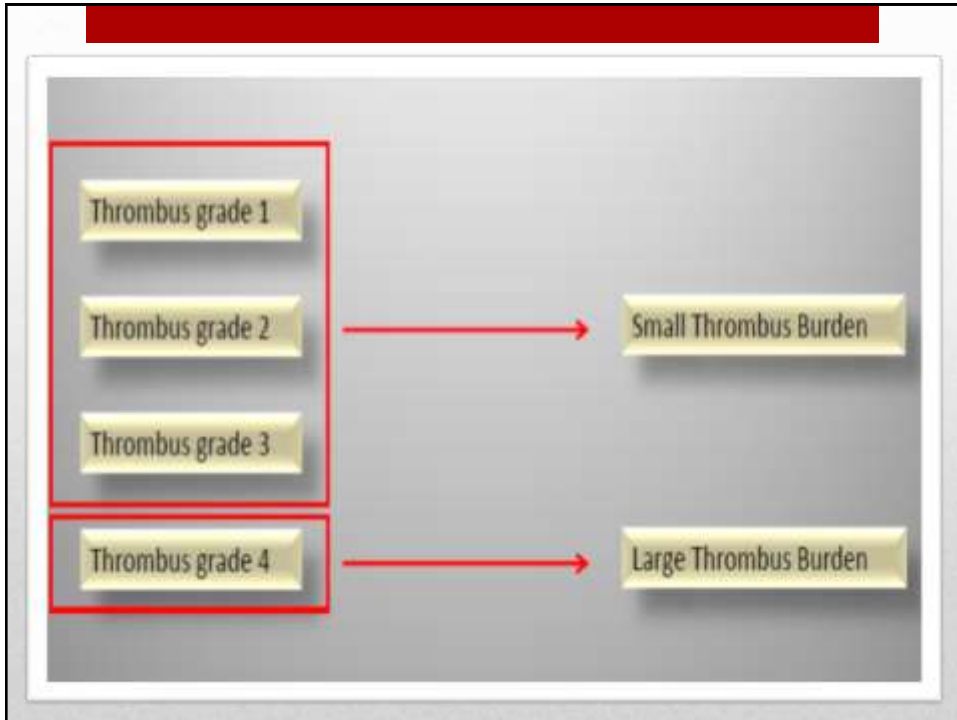 Thrombus grade 1
Thrombus grade 2
Small Thrombus Burden
Thrombus grade 3
Thrombus grade 4
Large Thrombus Burden